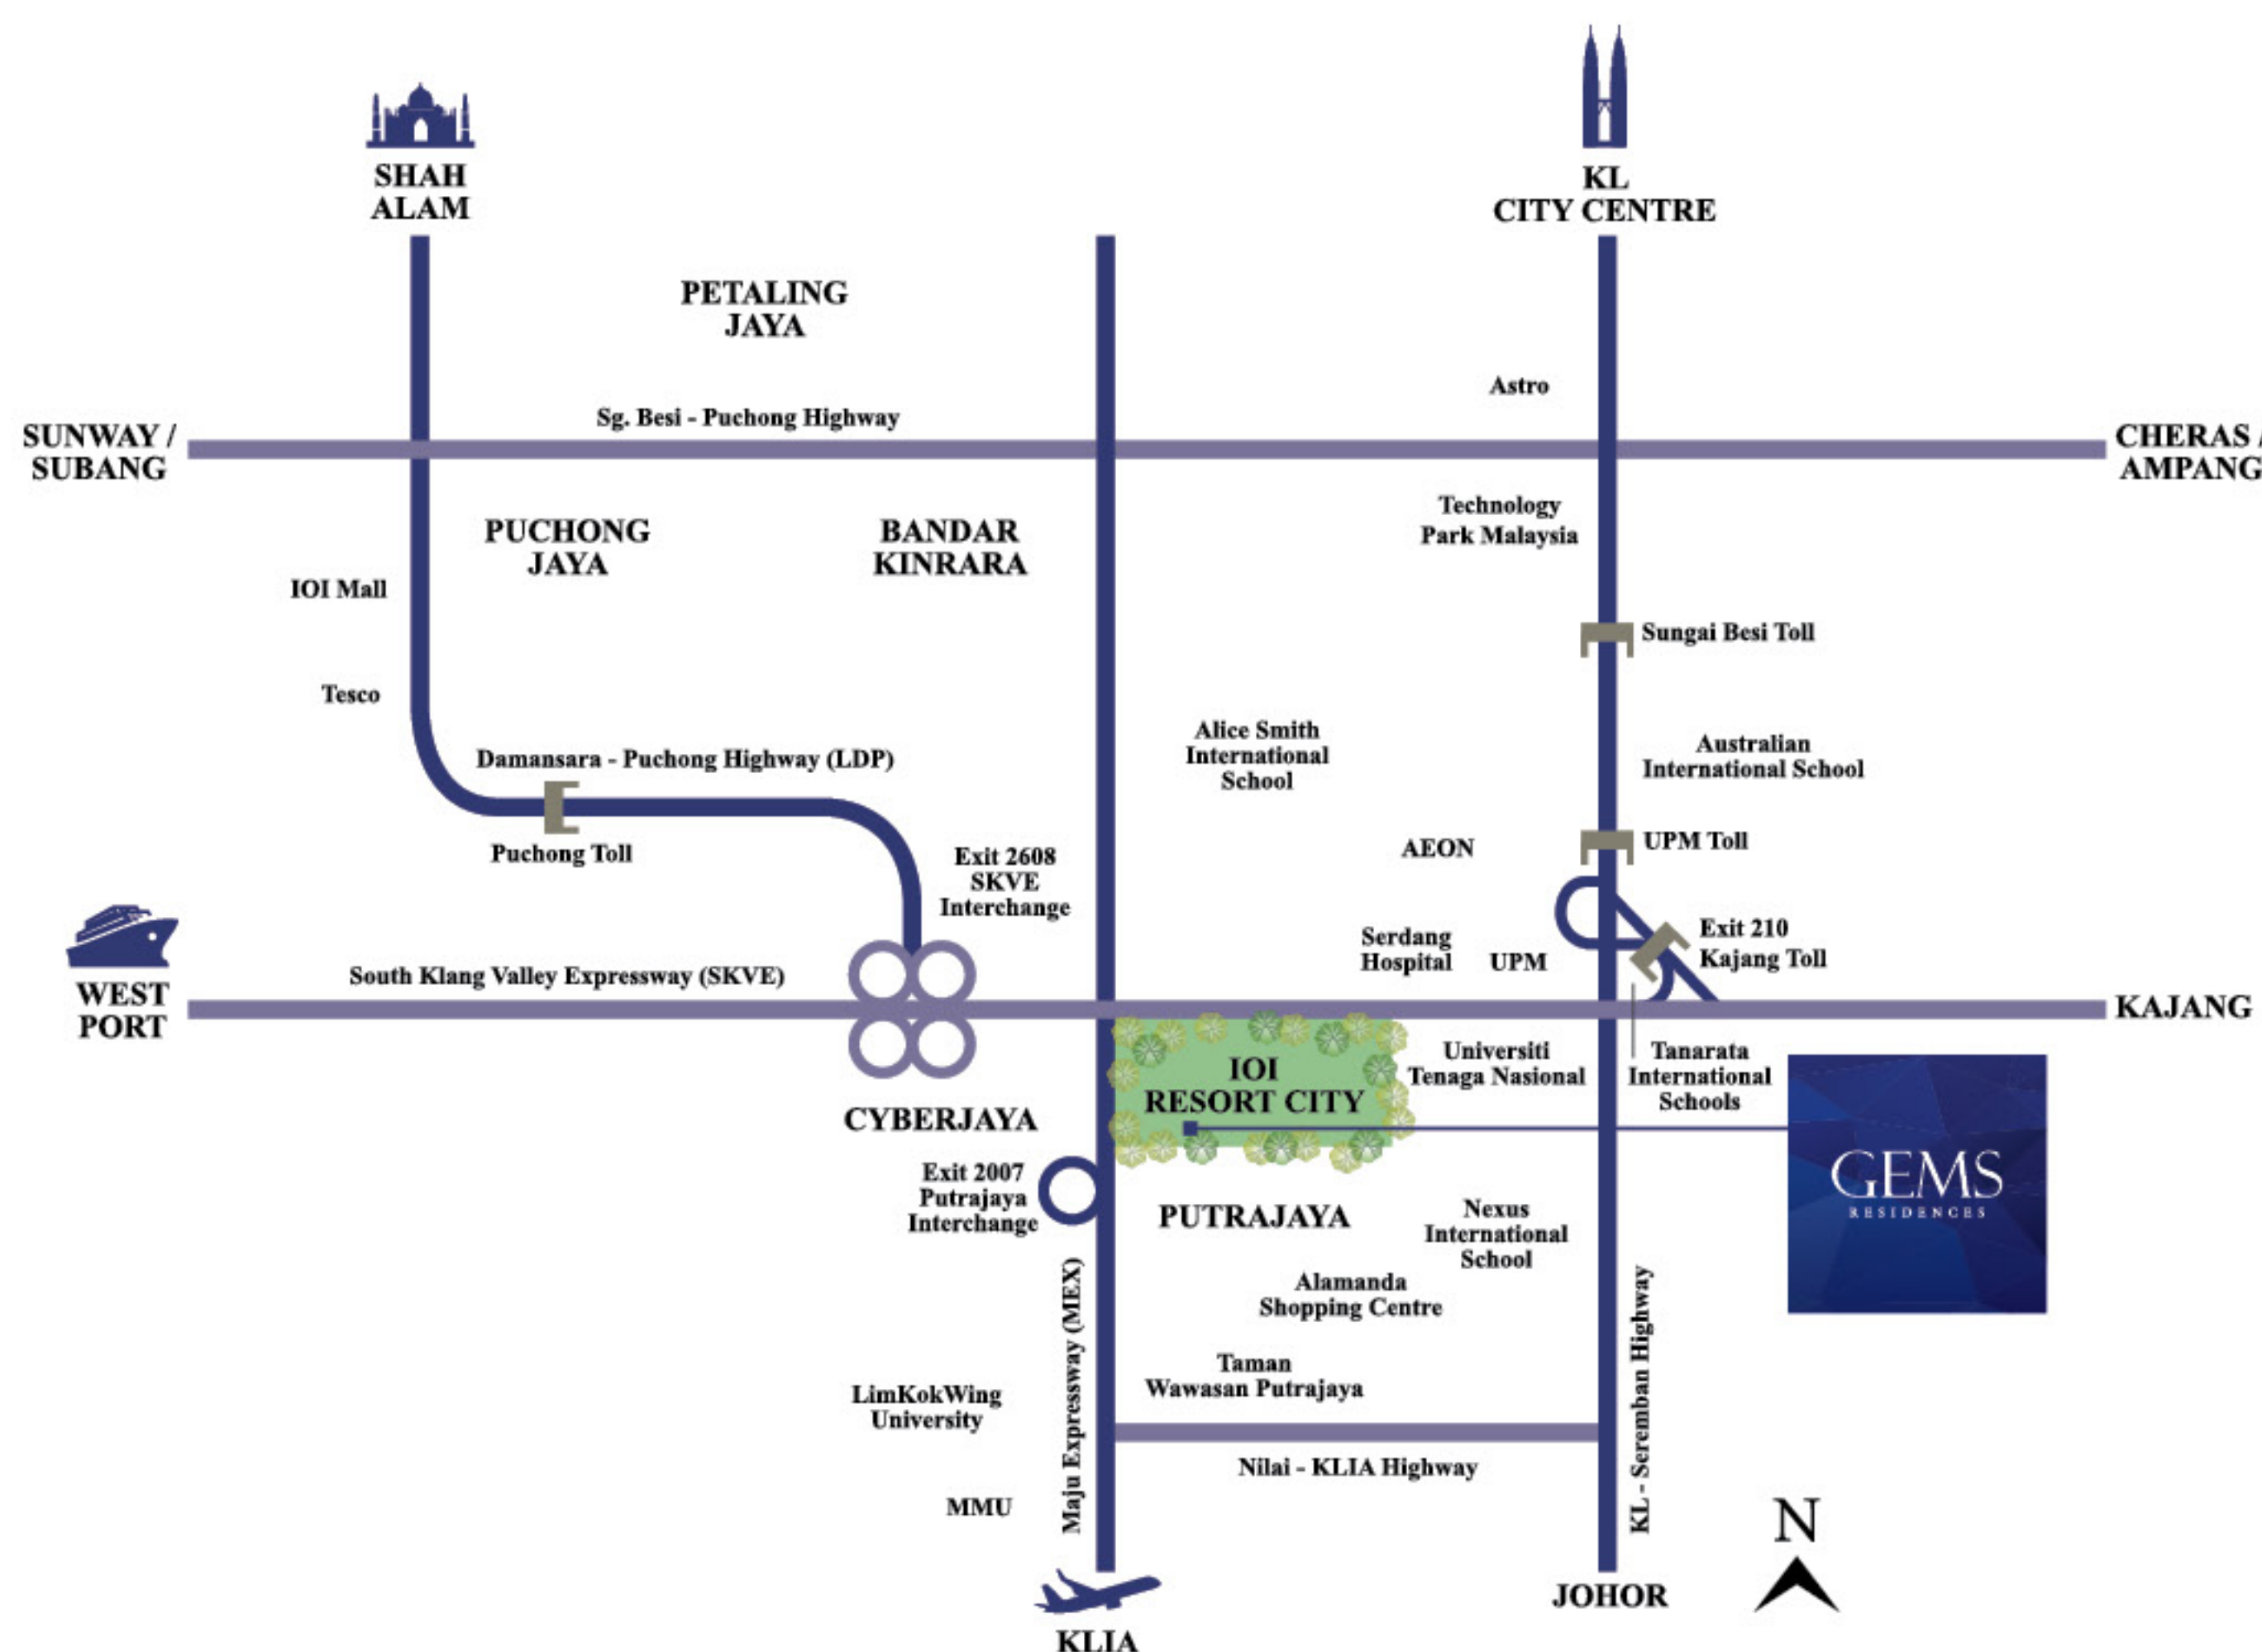 SHAH
ALAM
KL
CITY CENTRE
PETALING
JAYA
Astro
Sg. Besi - Puchong Highway
SUNWAY /
SUBANG
CHERAS /
AMPANG
Technology
Park Malaysia
PUCHONG
JAYA
BANDAR
KINRARA
IOI Mall
Sungai Besi Toll
Tesco
Alice Smith
International
School
Australian
International School
Damansara - Puchong Highway (LDP)
Puchong Toll
Exit 2608
SKVE
Interchange
AEON
UPM Toll
Serdang
Hospital
UPM
Exit 210
Kajang Toll
South Klang Valley Expressway (SKVE)
WEST
PORT
KAJANG
IOI
RESORT CITY
Universiti
Tenaga Nasional
Tanarata
International
Schools
CYBERJAYA
Exit 2007
Putrajaya
Interchange
PUTRAJAYA
Nexus
International
School
GEMS
RESIDENCES
Alamanda
Shopping Centre
Taman
Wawasan Putrajaya
LimKokWing
University
Maju Expressway (MEX)
KL - Seremban Highway
Nilai - KLIA Highway
MMU
N
JOHOR
KLIA